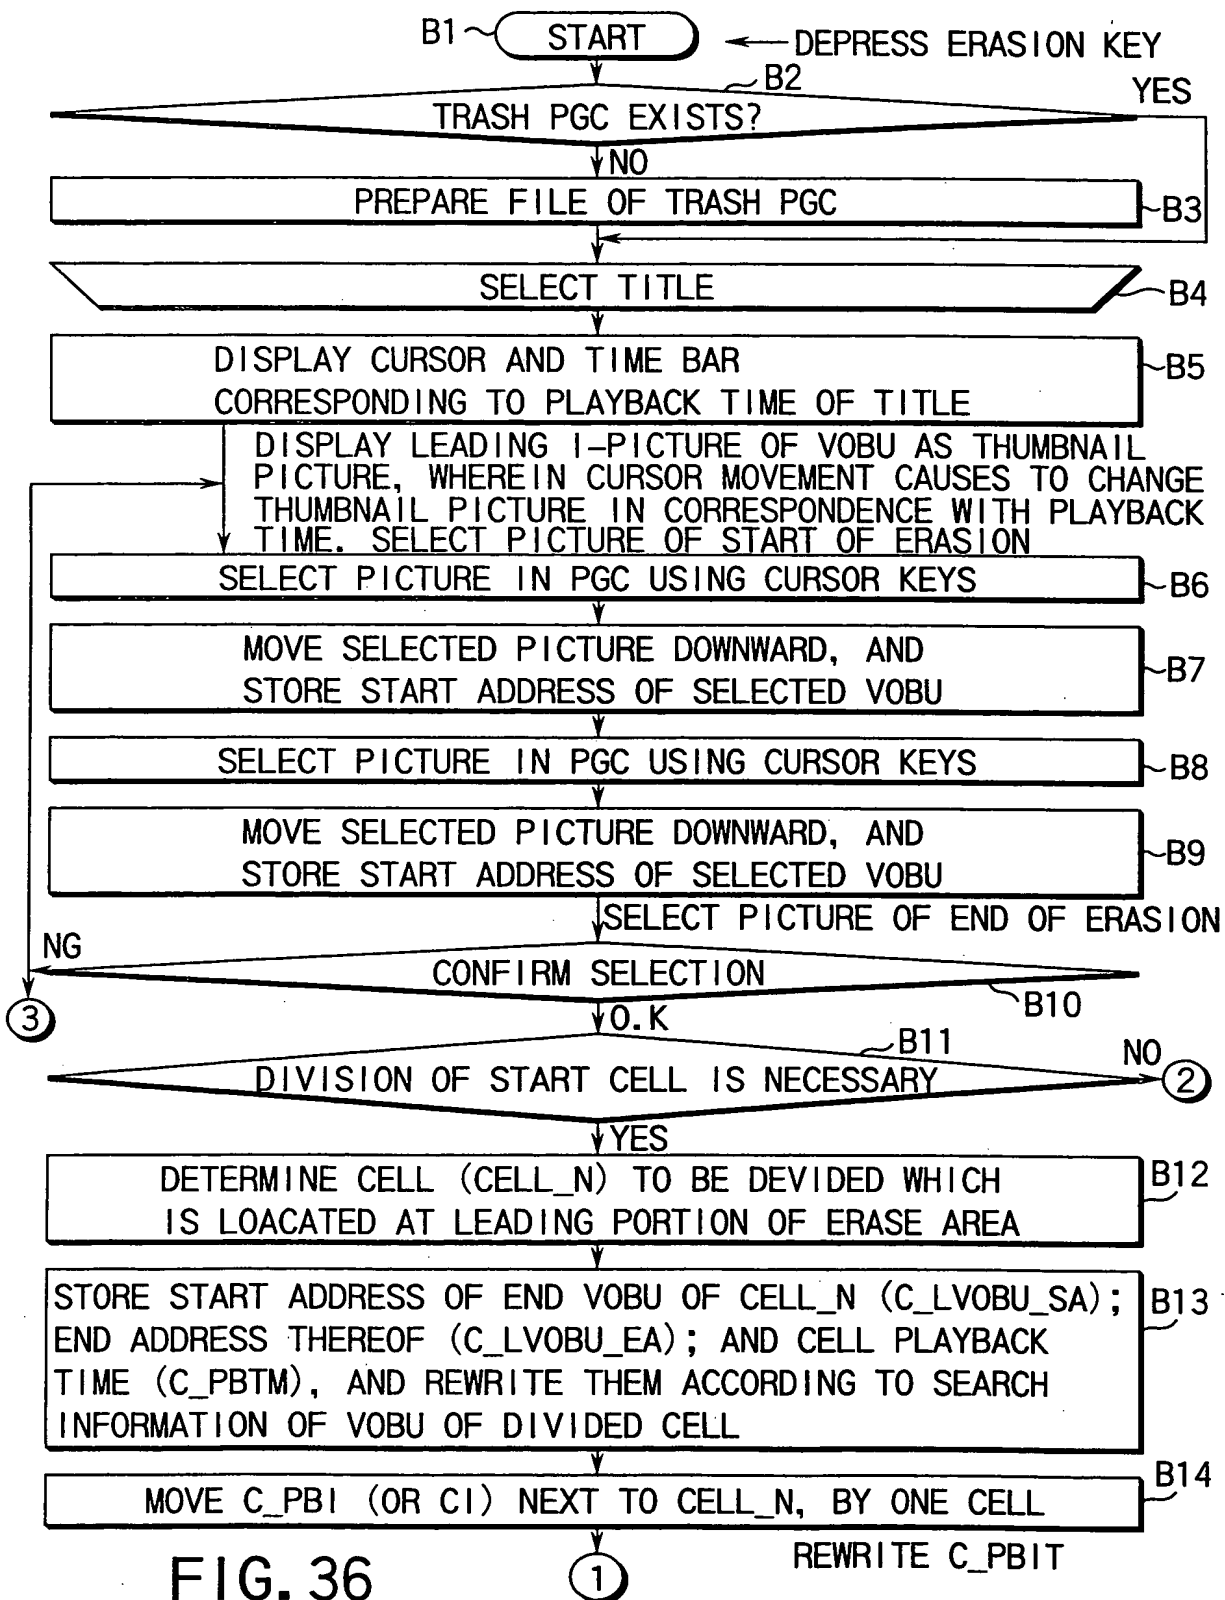 B1 START ← DEPRESS ERASION KEY
B2
YES
TRASH PGC EXISTS?
NO
PREPARE FILE OF TRASH PGC
B3
SELECT TITLE
B4
DISPLAY CURSOR AND TIME BAR
CORRESPONDING TO PLAYBACK TIME OF TITLE
B5
DISPLAY LEADING I-PICTURE OF VOBU AS THUMBNAIL
PICTURE, WHEREIN CURSOR MOVEMENT CAUSES TO CHANGE
THUMBNAIL PICTURE IN CORRESPONDENCE WITH PLAYBACK
TIME. SELECT PICTURE OF START OF ERASION
SELECT PICTURE IN PGC USING CURSOR KEYS
B6
MOVE SELECTED PICTURE DOWNWARD, AND
STORE START ADDRESS OF SELECTED VOBU
B7
SELECT PICTURE IN PGC USING CURSOR KEYS
B8
MOVE SELECTED PICTURE DOWNWARD, AND
STORE START ADDRESS OF SELECTED VOBU
B9
SELECT PICTURE OF END OF ERASION
NG
CONFIRM SELECTION
B10
3
O.K
B11
NO
DIVISION OF START CELL IS NECESSARY
2
YES
DETERMINE CELL (CELL_N) TO BE DEVIDED WHICH
IS LOACATED AT LEADING PORTION OF ERASE AREA
B12
STORE START ADDRESS OF END VOBU OF CELL_N (C_LVOBU_SA);
END ADDRESS THEREOF (C_LVOBU_EA); AND CELL PLAYBACK
TIME (C_PBTM), AND REWRITE THEM ACCORDING TO SEARCH
INFORMATION OF VOBU OF DIVIDED CELL
B13
MOVE C_PBI (OR CI) NEXT TO CELL_N, BY ONE CELL
B14
REWRITE C_PBIT
1
FIG. 36